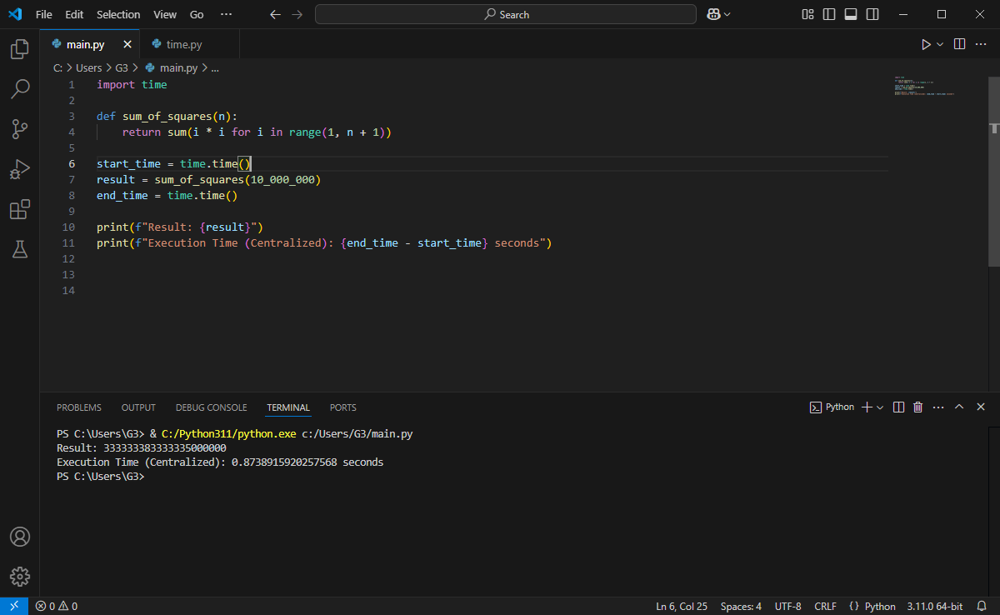 File Edit Selection View Go ··· Search
main.py time.py
C: > Users > G3 > main.py > ...
1 import time
2
3 def sum_of_squares(n):
4     return sum(i * i for i in range(1, n + 1))
5
6 start_time = time.time()
7 result = sum_of_squares(10_000_000)
8 end_time = time.time()
9
10 print(f"Result: {result}")
11 print(f"Execution Time (Centralized): {end_time - start_time} seconds")
12
13
14
PROBLEMS OUTPUT DEBUG CONSOLE TERMINAL PORTS Python
PS C:\Users\G3> & C:/Python311/python.exe c:/Users/G3/main.py
Result: 333333383333335000000
Execution Time (Centralized): 0.8738915920257568 seconds
PS C:\Users\G3>
0 0 Ln 6, Col 25 Spaces: 4 UTF-8 CRLF {} Python 3.11.0 64-bit